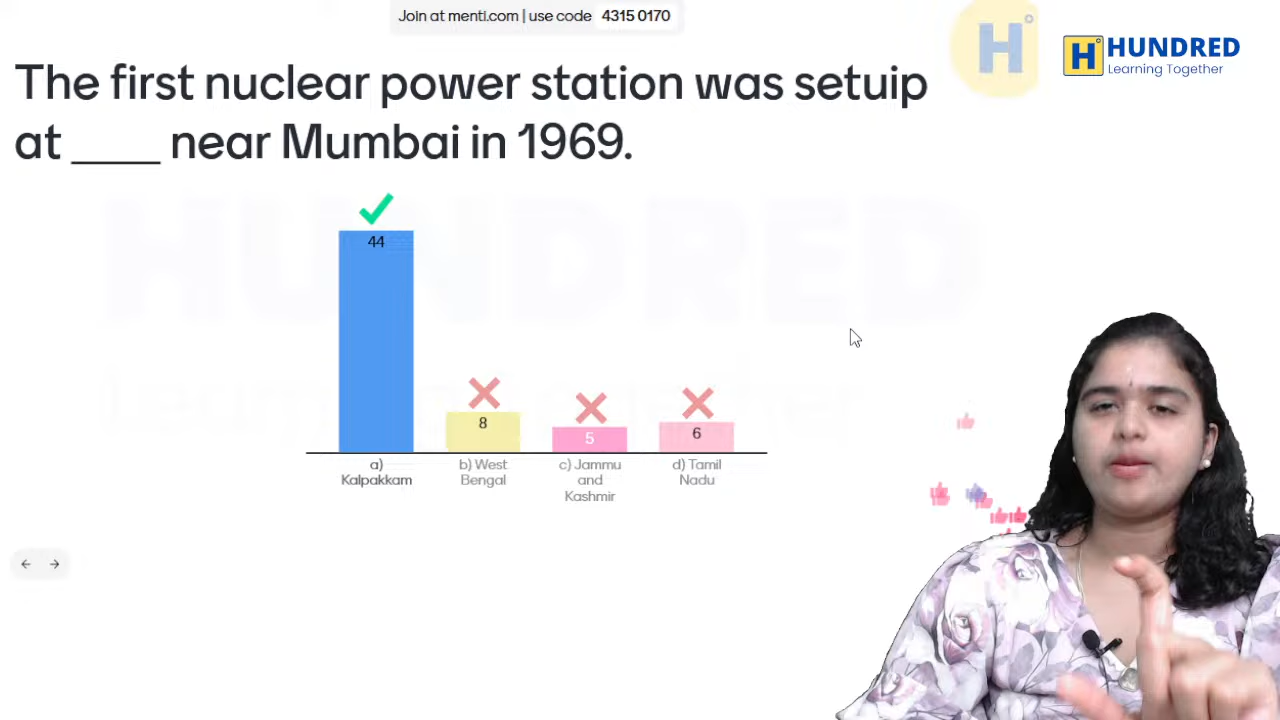 Join at menti.com | use code 4315 0170
H HUNDRED
Learning Together
The first nuclear power station was setuip
at ____ near Mumbai in 1969.
HUNDRED
44
8
5
6
a)
Kalpakkam
b) West
Bengal
c) Jammu
and
Kashmir
d) Tamil
Nadu